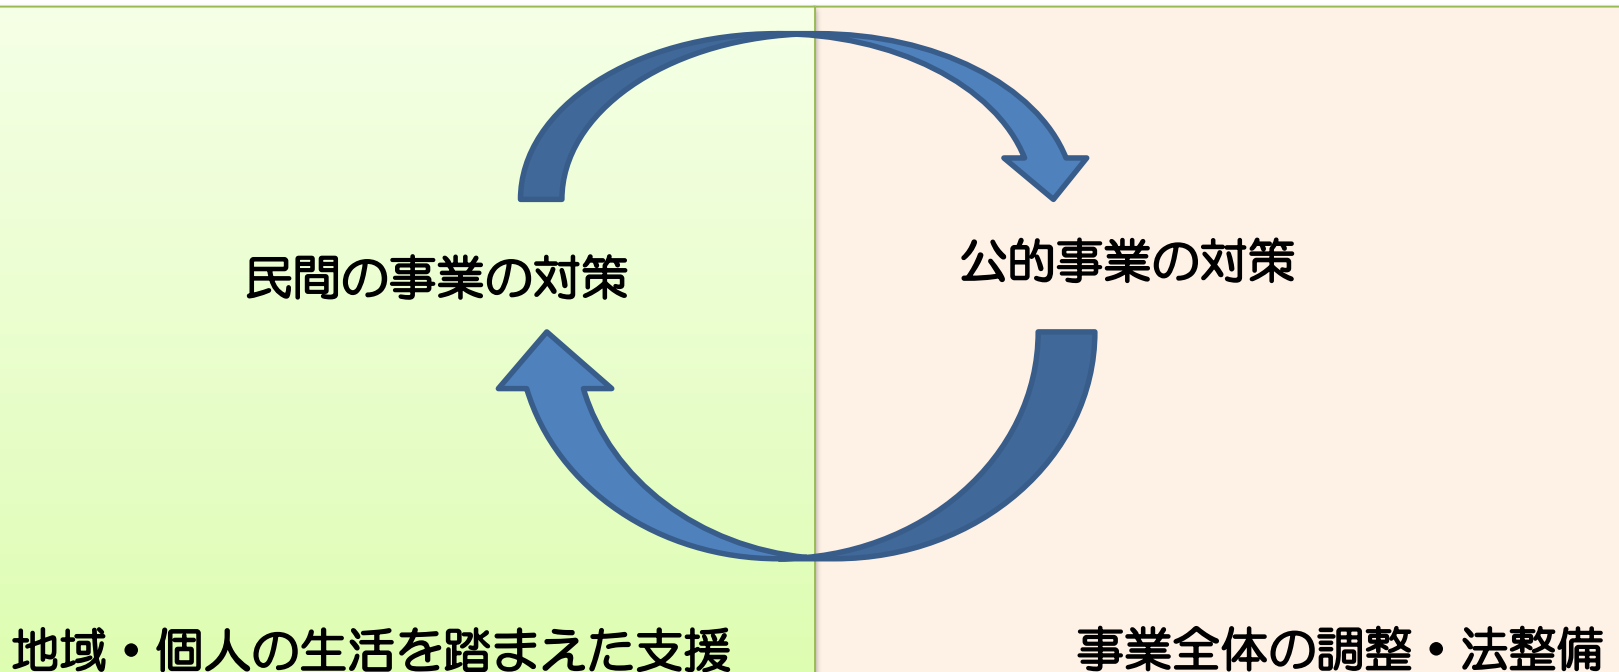 民間の事業の対策
公的事業の対策
地域・個人の生活を踏まえた支援
事業全体の調整・法整備